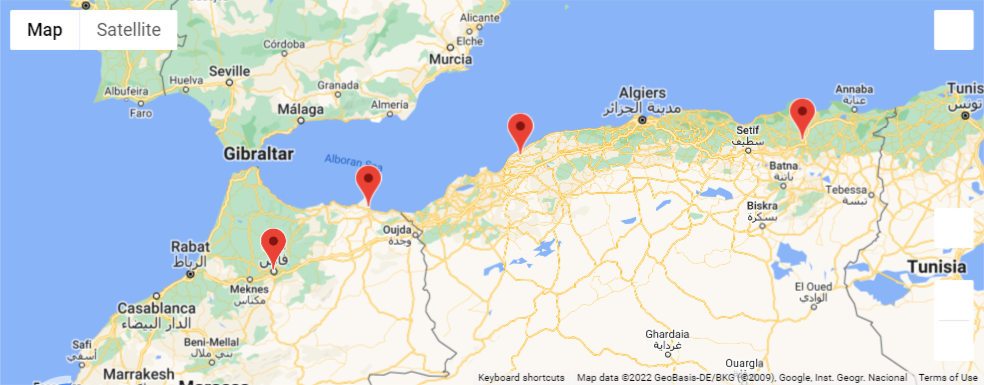 Map
Satellite
Alicante
Elche
Murcia
Córdoba
Seville
Huelva
Granada
Albufeira
Faro
Málaga
Almería
Gibraltar
Alboran Sea
Algiers
مدينة الجزائر
Annaba
عنابة
Tunis
تونس
Setif
سطيف
Batna
باتنة
Tebessa
تبسة
Biskra
بسكرة
Oujda
وجدة
Rabat
الرباط
فاس
Meknes
مكناس
Tunisia
Casablanca
الدار البيضاء
El Oued
الوادي
Safi
آسفي
Beni-Mellal
بني ملال
Ghardaia
غرداية
Marrakesh
Ouargla
Keyboard shortcuts
Map data ©2022 GeoBasis-DE/BKG (©2009), Google, Inst. Geogr. Nacional
Terms of Use